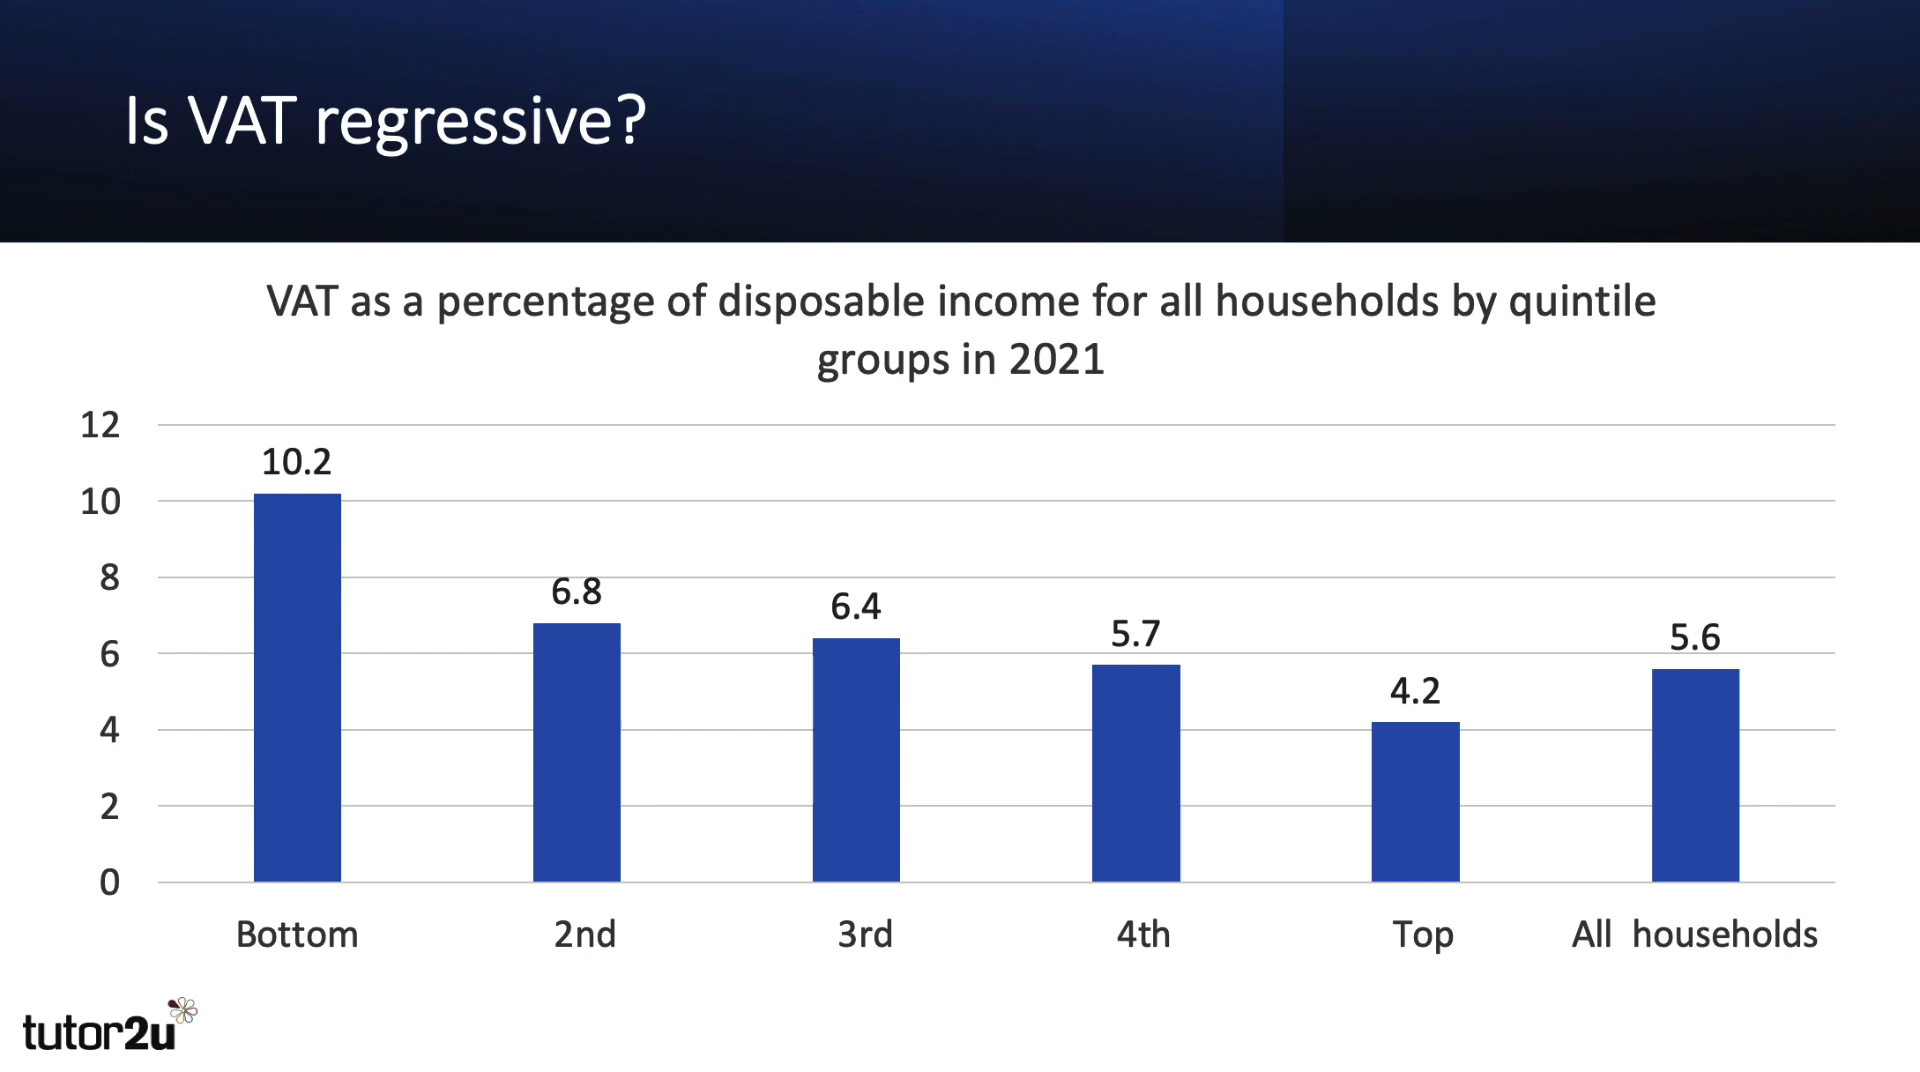 Is VAT regressive?
VAT as a percentage of disposable income for all households by quintile
groups in 2021
12
10
8
6
4
2
0
10.2
6.8
6.4
5.7
4.2
5.6
Bottom
2nd
3rd
4th
Top
All households
tutor2u